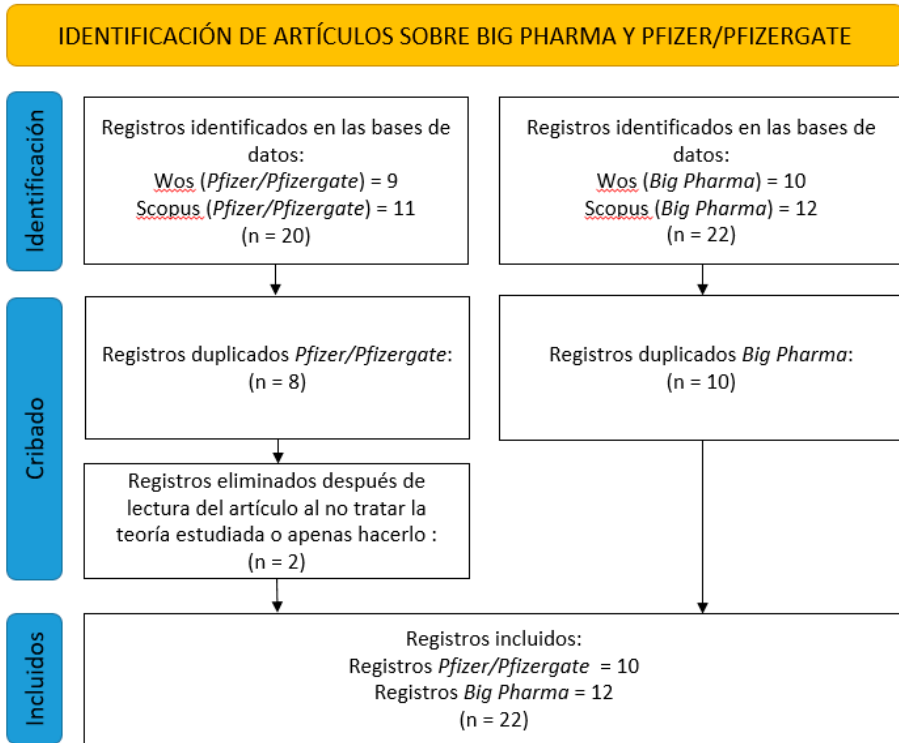 IDENTIFICACIÓN DE ARTÍCULOS SOBRE BIG PHARMA Y PFIZER/PFIZERGATE
Identificación
Registros identificados en las bases de
datos:
Wos (Pfizer/Pfizergate) = 9
Scopus (Pfizer/Pfizergate) = 11
(n = 20)
Registros identificados en las bases de
datos:
Wos (Big Pharma) = 10
Scopus (Big Pharma) = 12
(n = 22)
Cribado
Registros duplicados Pfizer/Pfizergate:
(n = 8)
Registros duplicados Big Pharma:
(n = 10)
Registros eliminados después de
lectura del artículo al no tratar la
teoría estudiada o apenas hacerlo :
(n = 2)
Incluidos
Registros incluidos:
Registros Pfizer/Pfizergate = 10
Registros Big Pharma = 12
(n = 22)